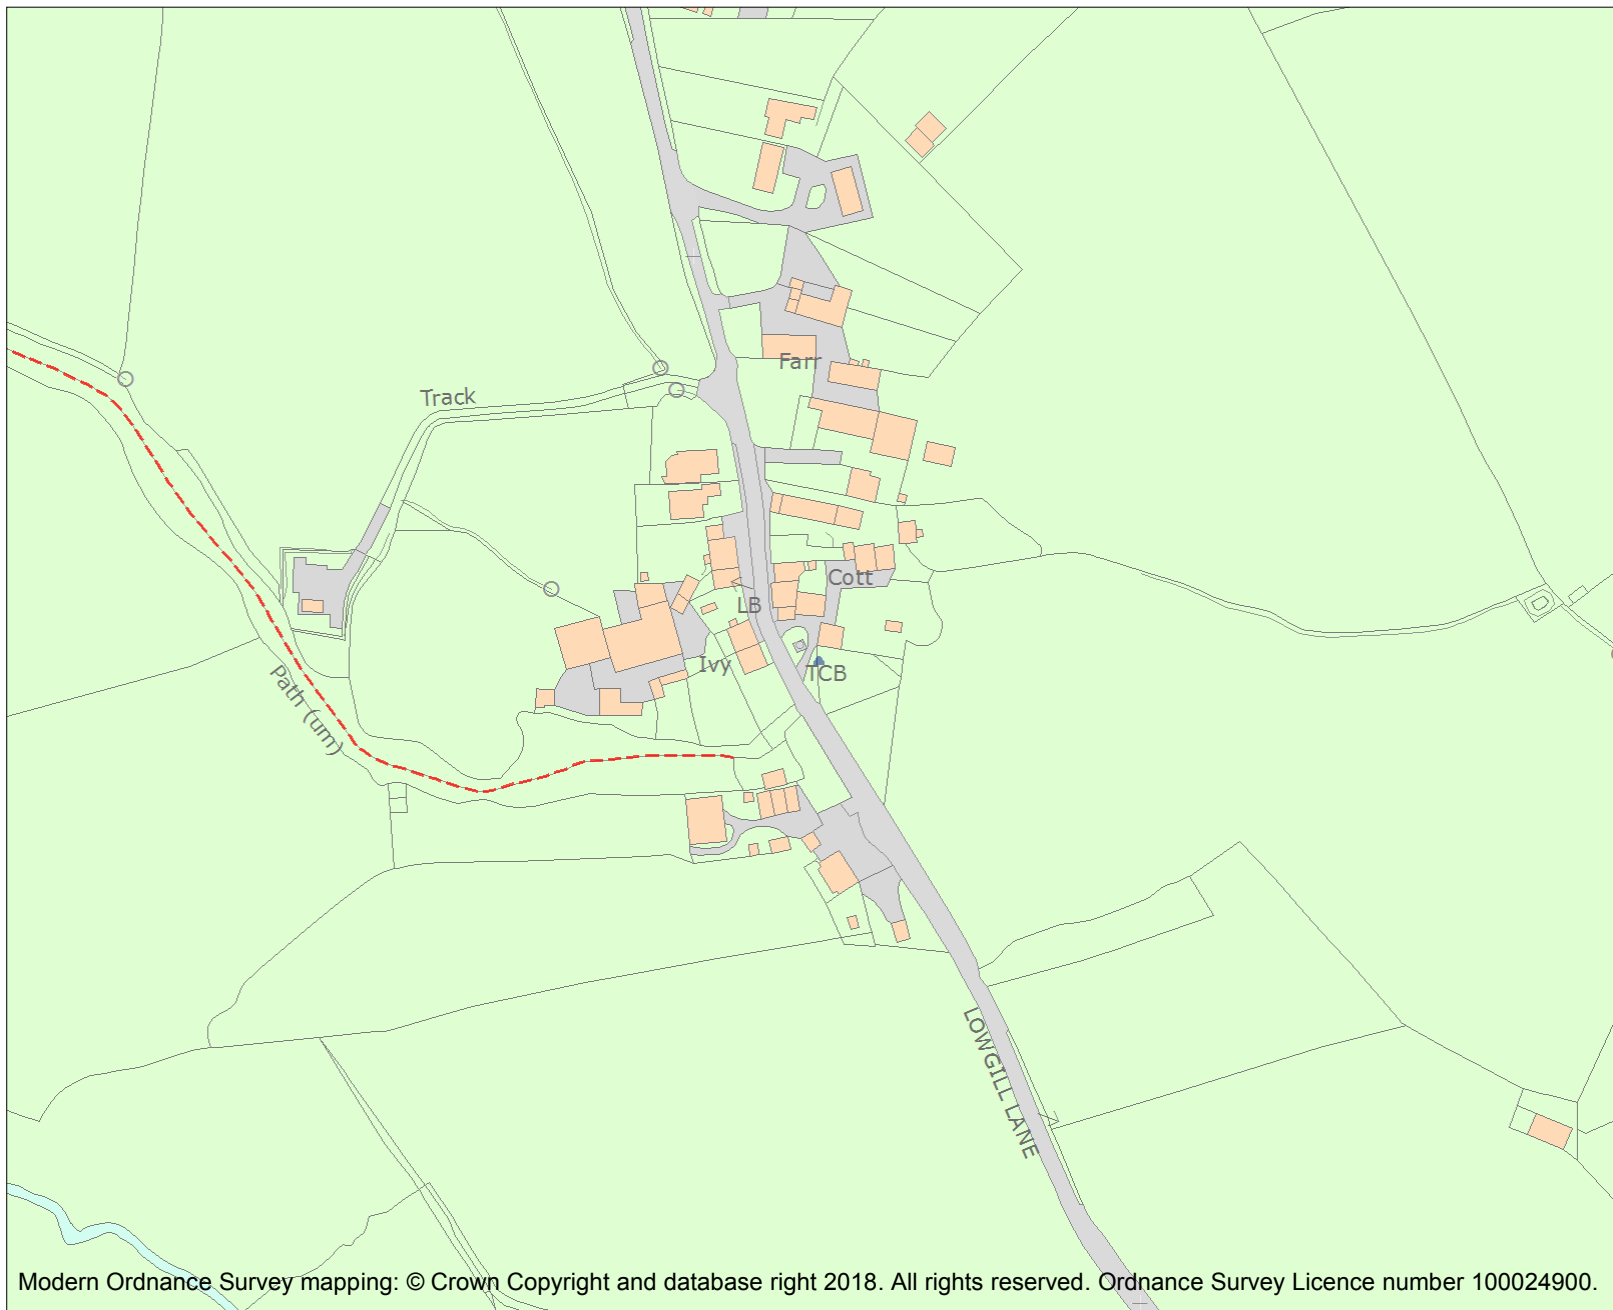 Farr
Track
Cott
LB
Ivy
TCB
Path (um)
LOWGILL LANE
Modern Ordnance Survey mapping: © Crown Copyright and database right 2018. All rights reserved. Ordnance Survey Licence number 100024900.